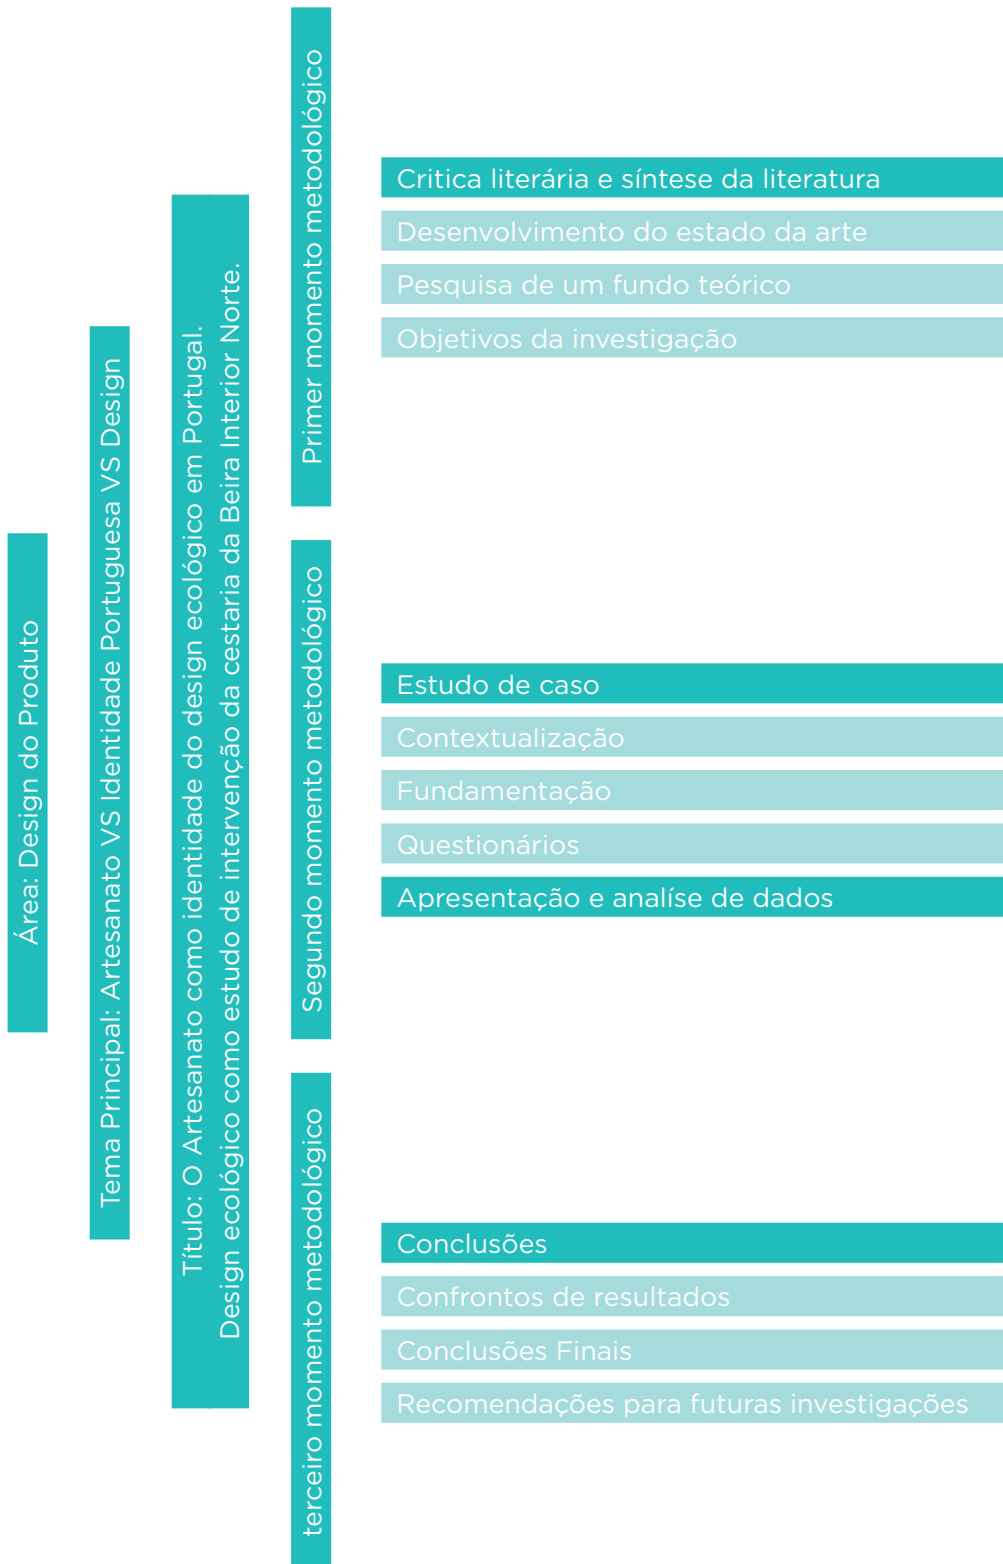 Área: Design do Produto
Tema Principal: Artesanato VS Identidade Portuguesa VS Design
Título: O Artesanato como identidade do design ecológico em Portugal.
Design ecológico como estudo de intervenção da cestaria da Beira Interior Norte.
Primer momento metodológico
Critica literária e síntese da literatura
Desenvolvimento do estado da arte
Pesquisa de um fundo teórico
Objetivos da investigação
Segundo momento metodológico
Estudo de caso
Contextualização
Fundamentação
Questionários
Apresentação e analíse de dados
terceiro momento metodológico
Conclusões
Confrontos de resultados
Conclusões Finais
Recomendações para futuras investigações